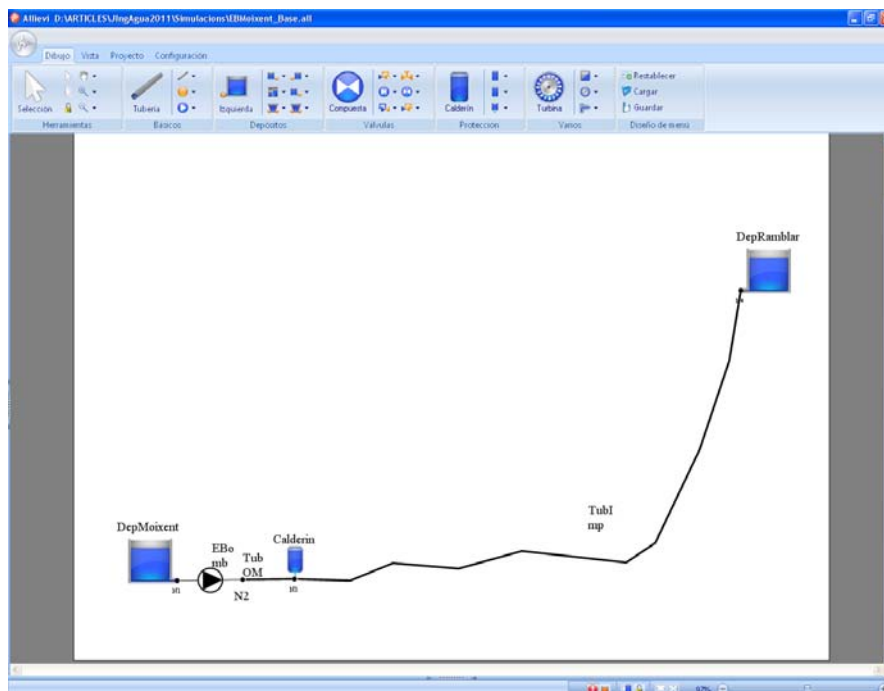 Allievi D:\ARTICLES\JIngAgua2011\Simulacions\EBMoixent_Base.all
Dibujo Vista Proyecto Configuración
Selección
Tubería
Izquierda
Compuesta
Calderín
Turbina
Restablecer
Cargar
Guardar
Herramientas Básicos Depósitos Válvulas Protección Varios Diseño de menú
DepRamblar
TubI
mp
DepMoixent
EBo
mb
Tub
OM
Calderin
N2